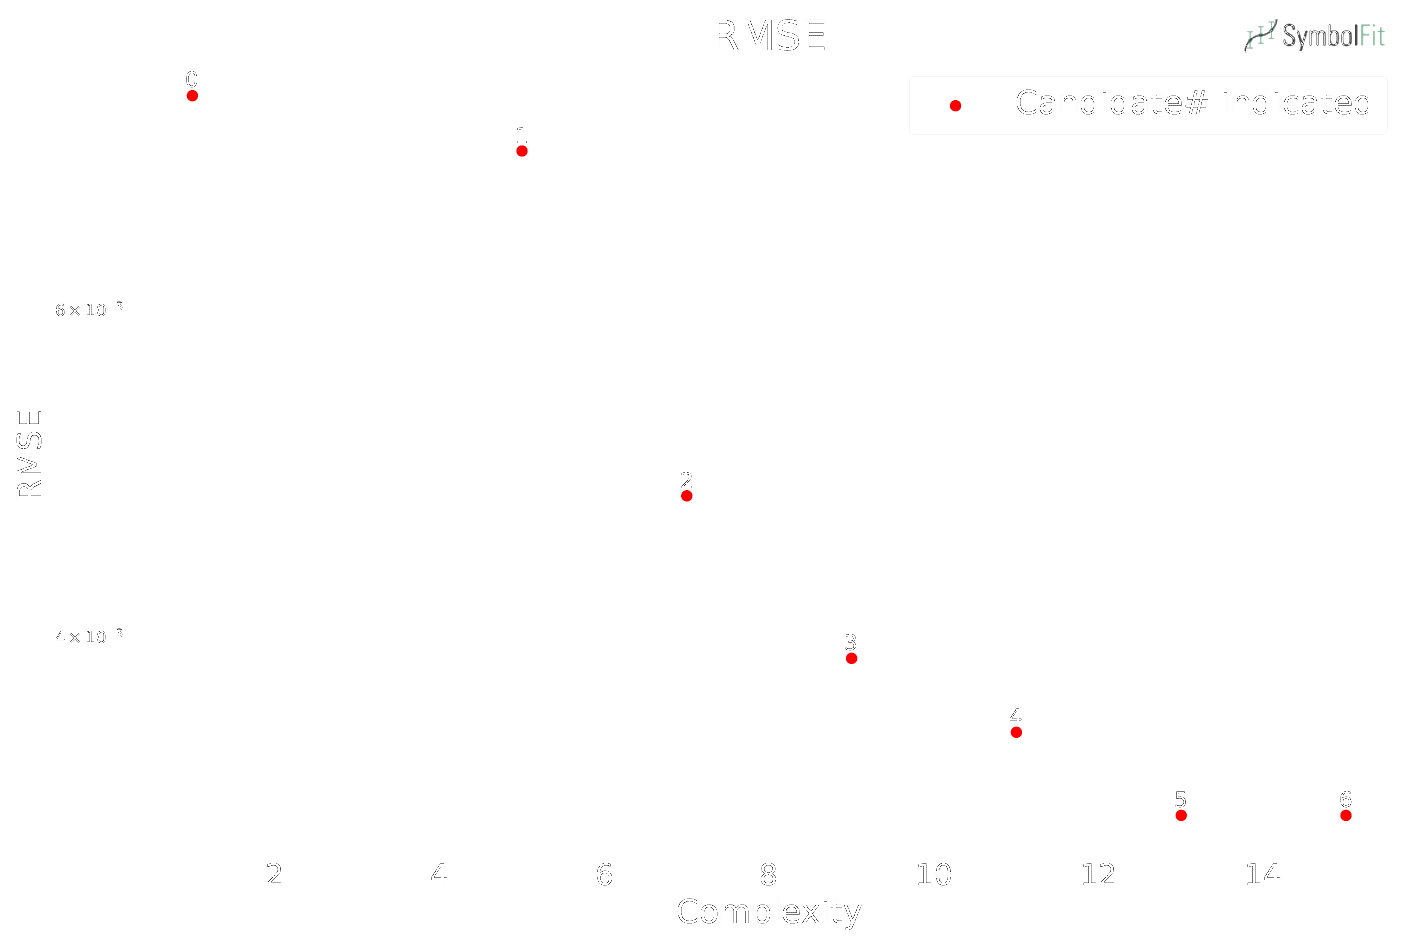 RMSE
SymbolFit
Candidate# indicated
0
1
6×10⁻³
RMSE
2
4×10⁻³
3
4
5
6
2 4 6 8 10 12 14
Complexity